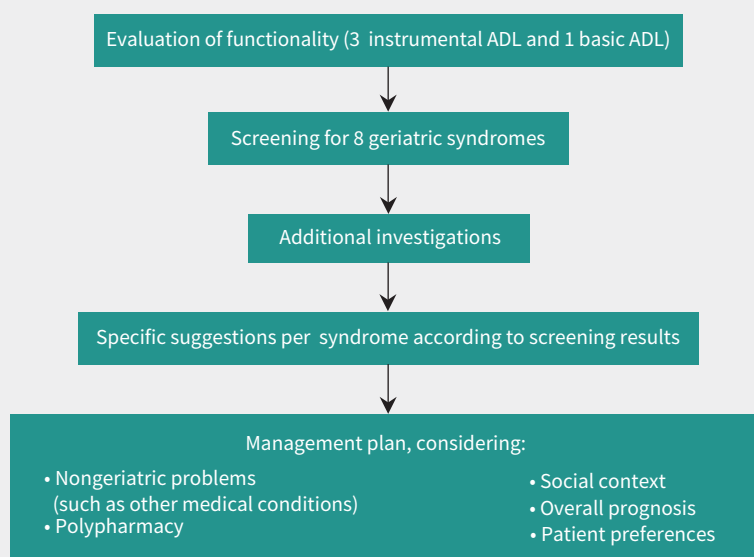 Evaluation of functionality (3 instrumental ADL and 1 basic ADL)
Screening for 8 geriatric syndromes
Additional investigations
Specific suggestions per syndrome according to screening results
Management plan, considering:
• Nongeriatric problems
(such as other medical conditions)
• Polypharmacy
• Social context
• Overall prognosis
• Patient preferences